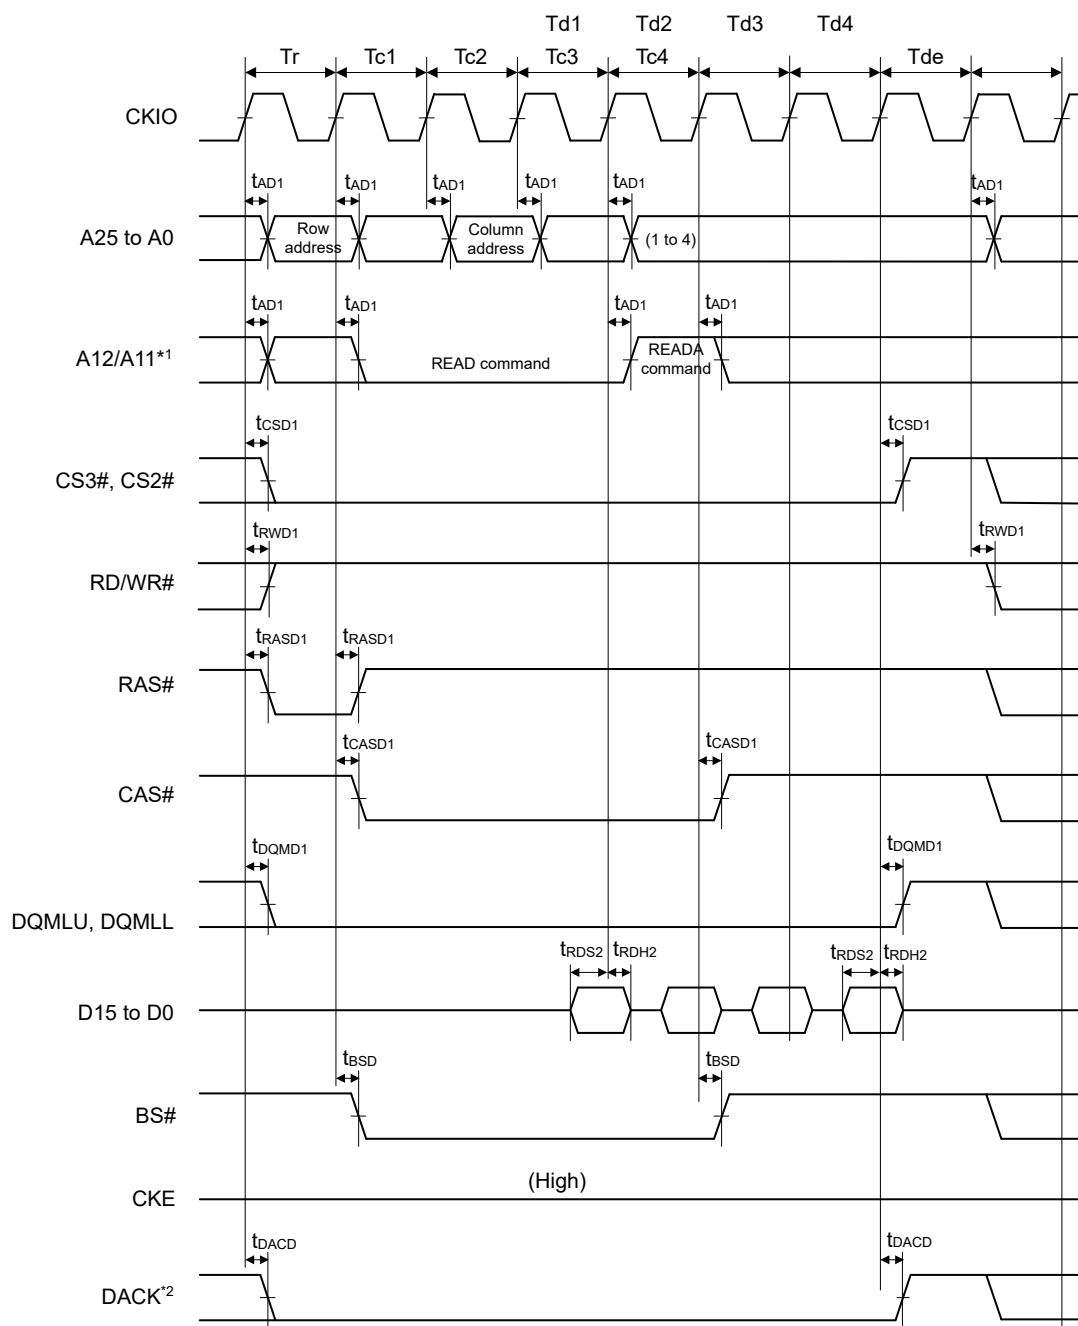 Td1 Td2 Td3 Td4
Tr Tc1 Tc2 Tc3 Tc4 Tde
CKIO
tAD1 tAD1 tAD1 tAD1 tAD1 tAD1
A25 to A0
Row address
Column address
(1 to 4)
tAD1 tAD1 tAD1 tAD1
A12/A11*1
READ command
READA command
tCSD1 tCSD1
CS3#, CS2#
tRWD1 tRWD1
RD/WR#
tRASD1 tRASD1
RAS#
tCASD1 tCASD1
CAS#
tDQMD1 tDQMD1
DQMLU, DQMLL
tRDS2 tRDH2 tRDS2 tRDH2
D15 to D0
tBSD tBSD
BS#
(High)
CKE
tDACD tDACD
DACK*2